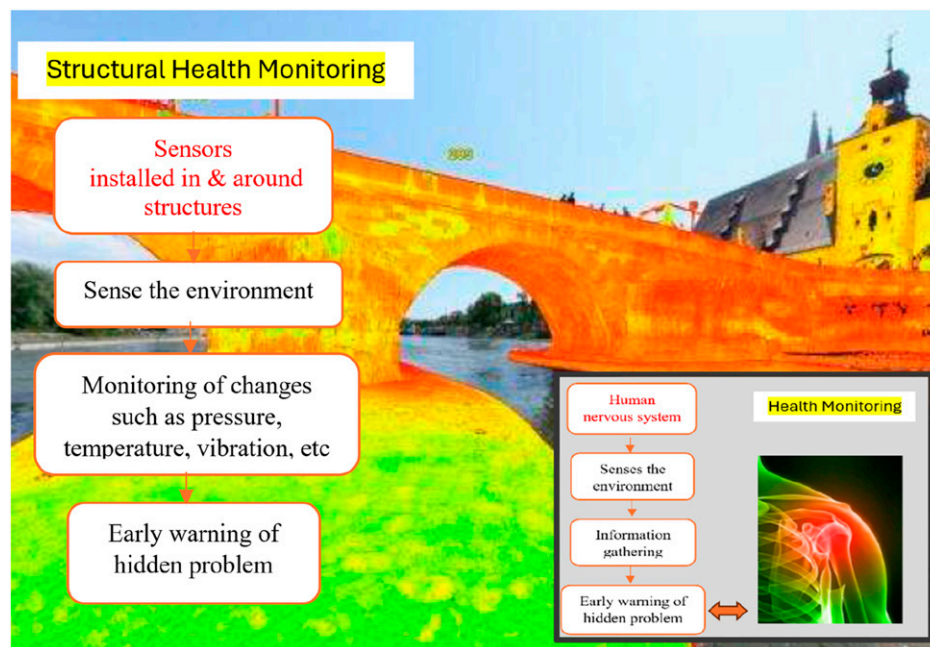 Structural Health Monitoring
Sensors
installed in & around
structures
Sense the environment
Monitoring of changes
such as pressure,
temperature, vibration, etc
Early warning of
hidden problem
Health Monitoring
Human
nervous system
Senses the
environment
Information
gathering
Early warning of
hidden problem